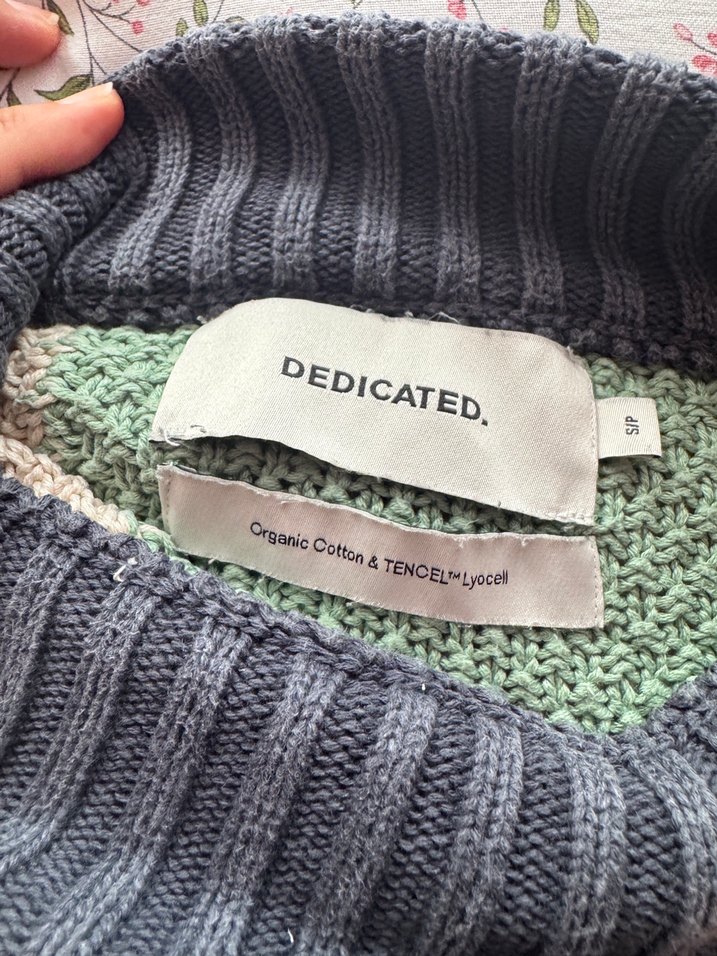 DEDICATED.
S/P
Organic Cotton & TENCEL™ Lyocell